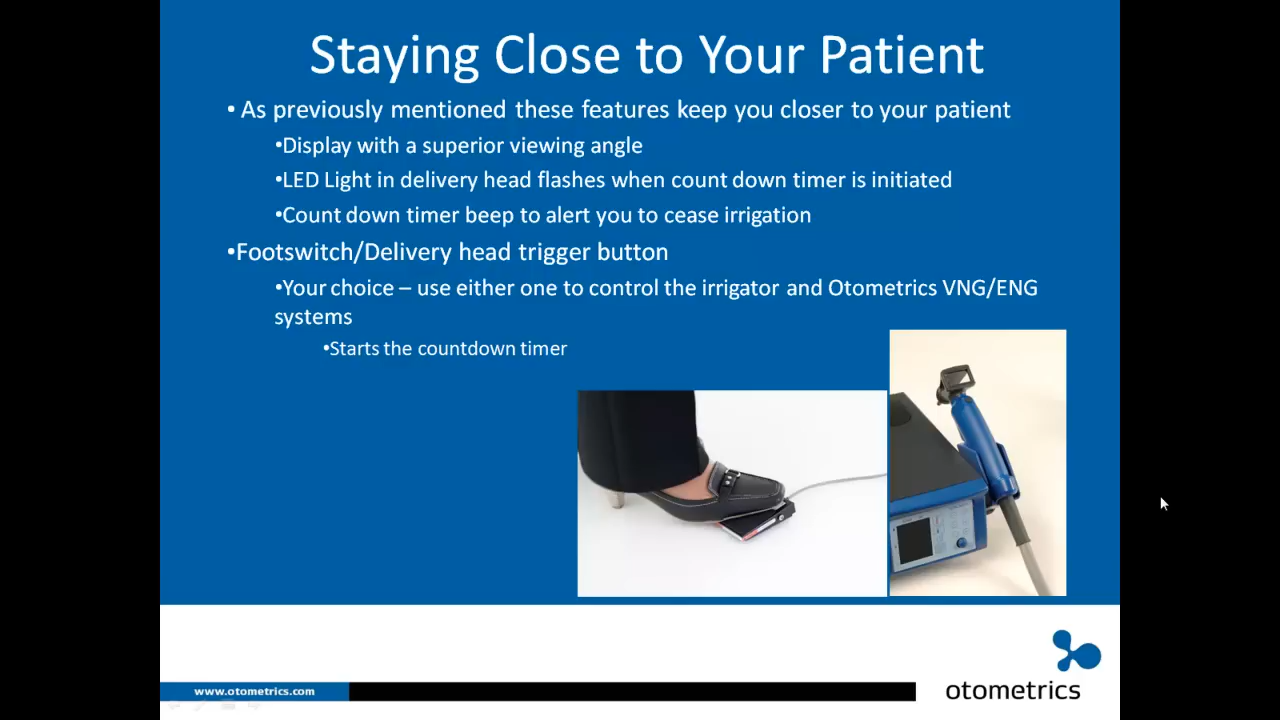 Staying Close to Your Patient
• As previously mentioned these features keep you closer to your patient
•Display with a superior viewing angle
•LED Light in delivery head flashes when count down timer is initiated
•Count down timer beep to alert you to cease irrigation
•Footswitch/Delivery head trigger button
•Your choice – use either one to control the irrigator and Otometrics VNG/ENG
systems
•Starts the countdown timer
www.otometrics.com
otometrics